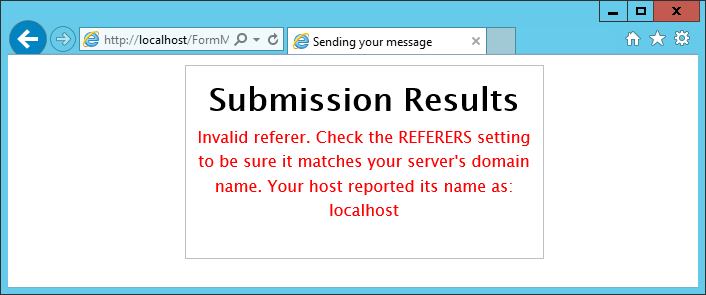 http://localhost/FormM
Sending your message
Submission Results
Invalid referer. Check the REFERERS setting
to be sure it matches your server's domain
name. Your host reported its name as:
localhost